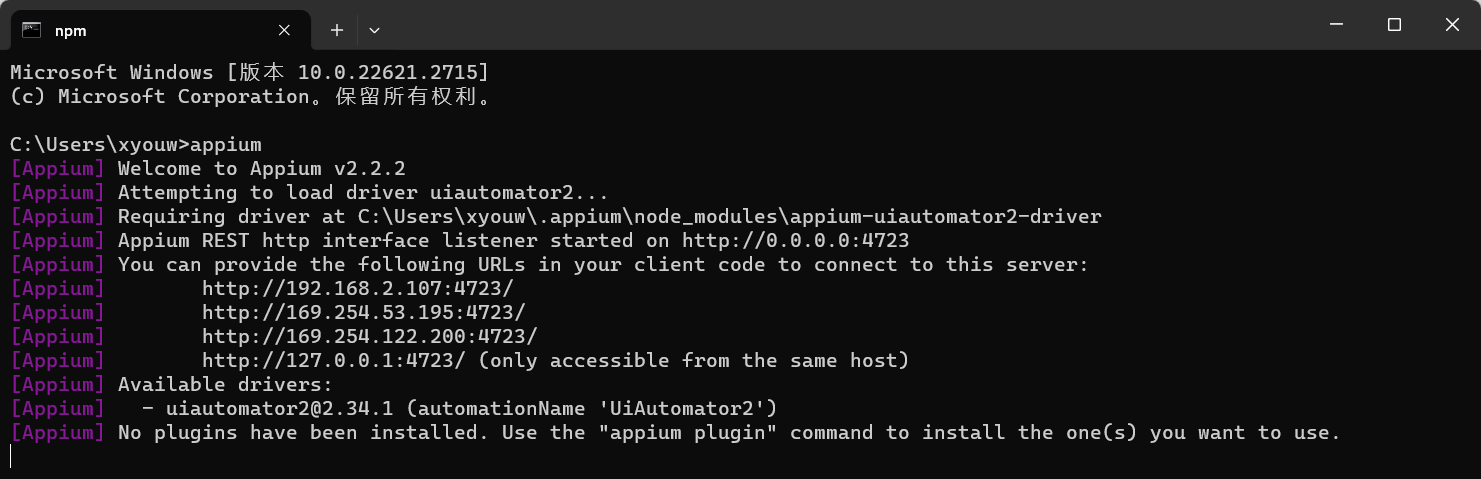 npm
Microsoft Windows [版本 10.0.22621.2715]
(c) Microsoft Corporation。保留所有权利。
C:\Users\xyouw>appium
[Appium] Welcome to Appium v2.2.2
[Appium] Attempting to load driver uiautomator2...
[Appium] Requiring driver at C:\Users\xyouw\.appium\node_modules\appium-uiautomator2-driver
[Appium] Appium REST http interface listener started on http://0.0.0.0:4723
[Appium] You can provide the following URLs in your client code to connect to this server:
[Appium]        http://192.168.2.107:4723/
[Appium]        http://169.254.53.195:4723/
[Appium]        http://169.254.122.200:4723/
[Appium]        http://127.0.0.1:4723/ (only accessible from the same host)
[Appium] Available drivers:
[Appium]   - uiautomator2@2.34.1 (automationName 'UiAutomator2')
[Appium] No plugins have been installed. Use the "appium plugin" command to install the one(s) you want to use.